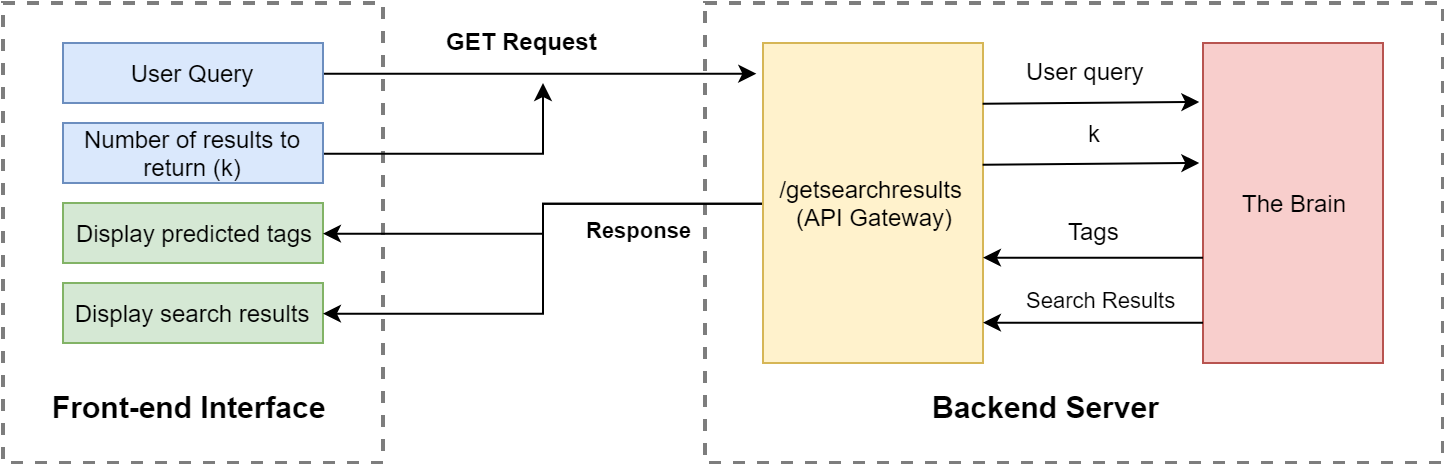 User Query
Number of results to
return (k)
Display predicted tags
Display search results
Front-end Interface
GET Request
Response
/getsearchresults
(API Gateway)
User query
k
Tags
Search Results
The Brain
Backend Server